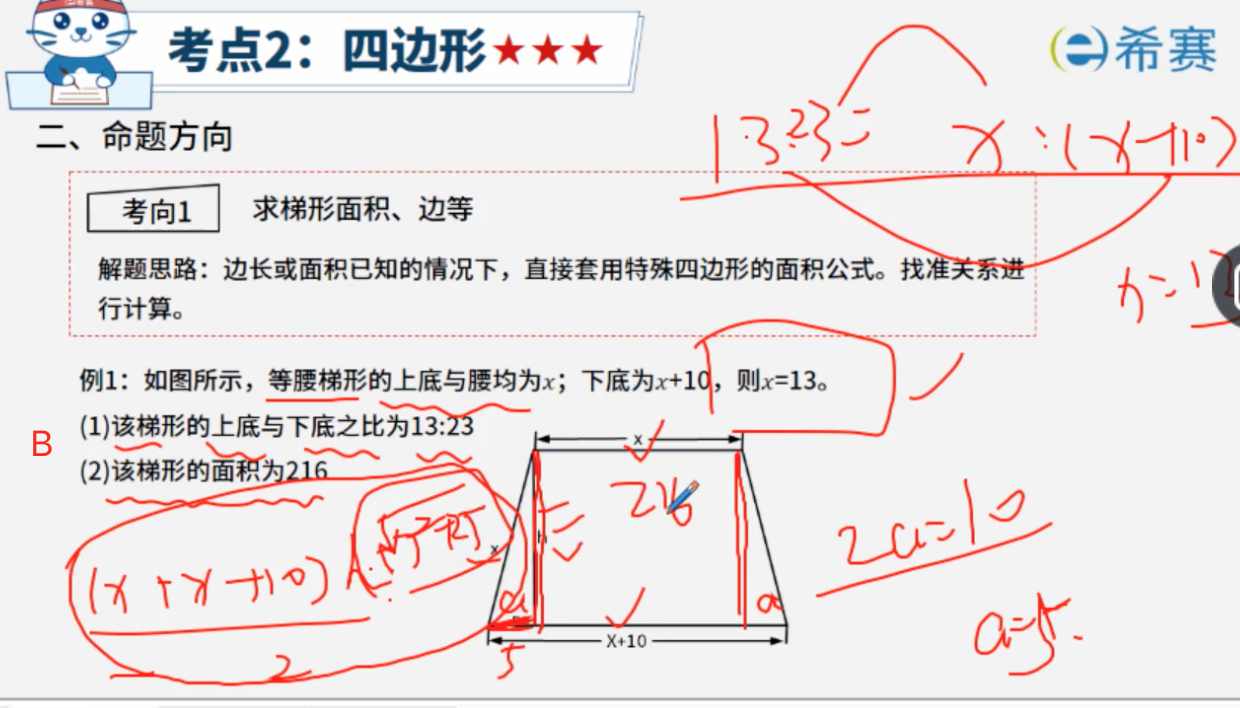 考点2：四边形★★★
希赛
13:23= x:(x+10)
二、命题方向
考向1 求梯形面积、边等
解题思路：边长或面积已知的情况下，直接套用特殊四边形的面积公式。找准关系进
行计算。
例1：如图所示，等腰梯形的上底与腰均为x；下底为x+10，则x=13。
(1)该梯形的上底与下底之比为13:23
B
(2)该梯形的面积为216
x
216
x
h
2a=10
(x+x+10)
a
a
X+10
a=5
5
2